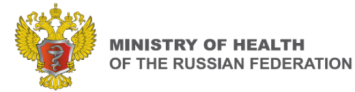 MINISTRY OF HEALTH
OF THE RUSSIAN FEDERATION